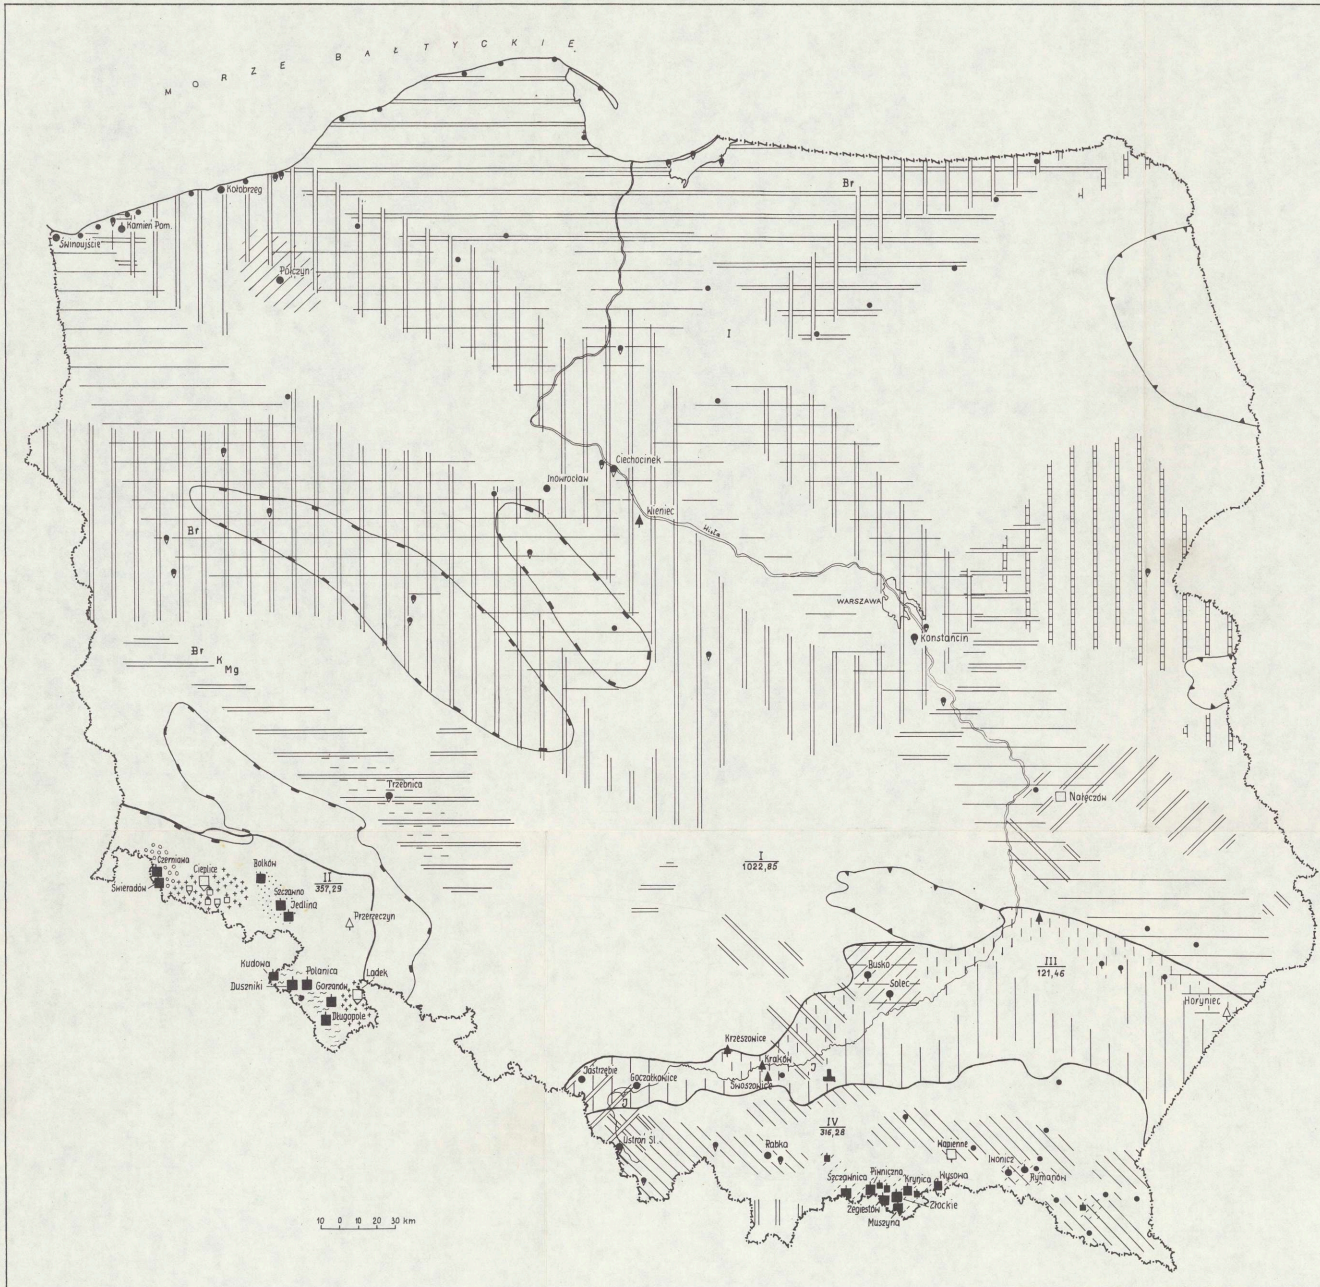 MORZE BAŁTYCKIE
Kołobrzeg
Br
Kamień Pom.
Świnoujście
Połczyn
I
Ciechocinek
Inowrocław
Wieniec
Wisła
Br
WARSZAWA
Konstancin
Br
K
Mg
Trzebnica
Nałęczów
I
1022,85
Czerniawa
Cieplice
Bolków
II
357,29
Świeradów
Szczawno
Jedlina
Przerzeczyn
III
121,46
Busko
Solec
Kudowa
Polanica
Lądek
Duszniki
Gorzanów
Długopole
Horyniec
Krzeszowice
Kraków
J
Swoszowice
Jastrzębie
Goczałkowice
J
IV
316,28
Ustroń Śl.
Rabka
Wapienne
Iwonicz
Rymanów
Szczawnica
Piwniczna
Krynica
Wysowa
Żegiestów
Złockie
Muszyna
10 0 10 20 30 km